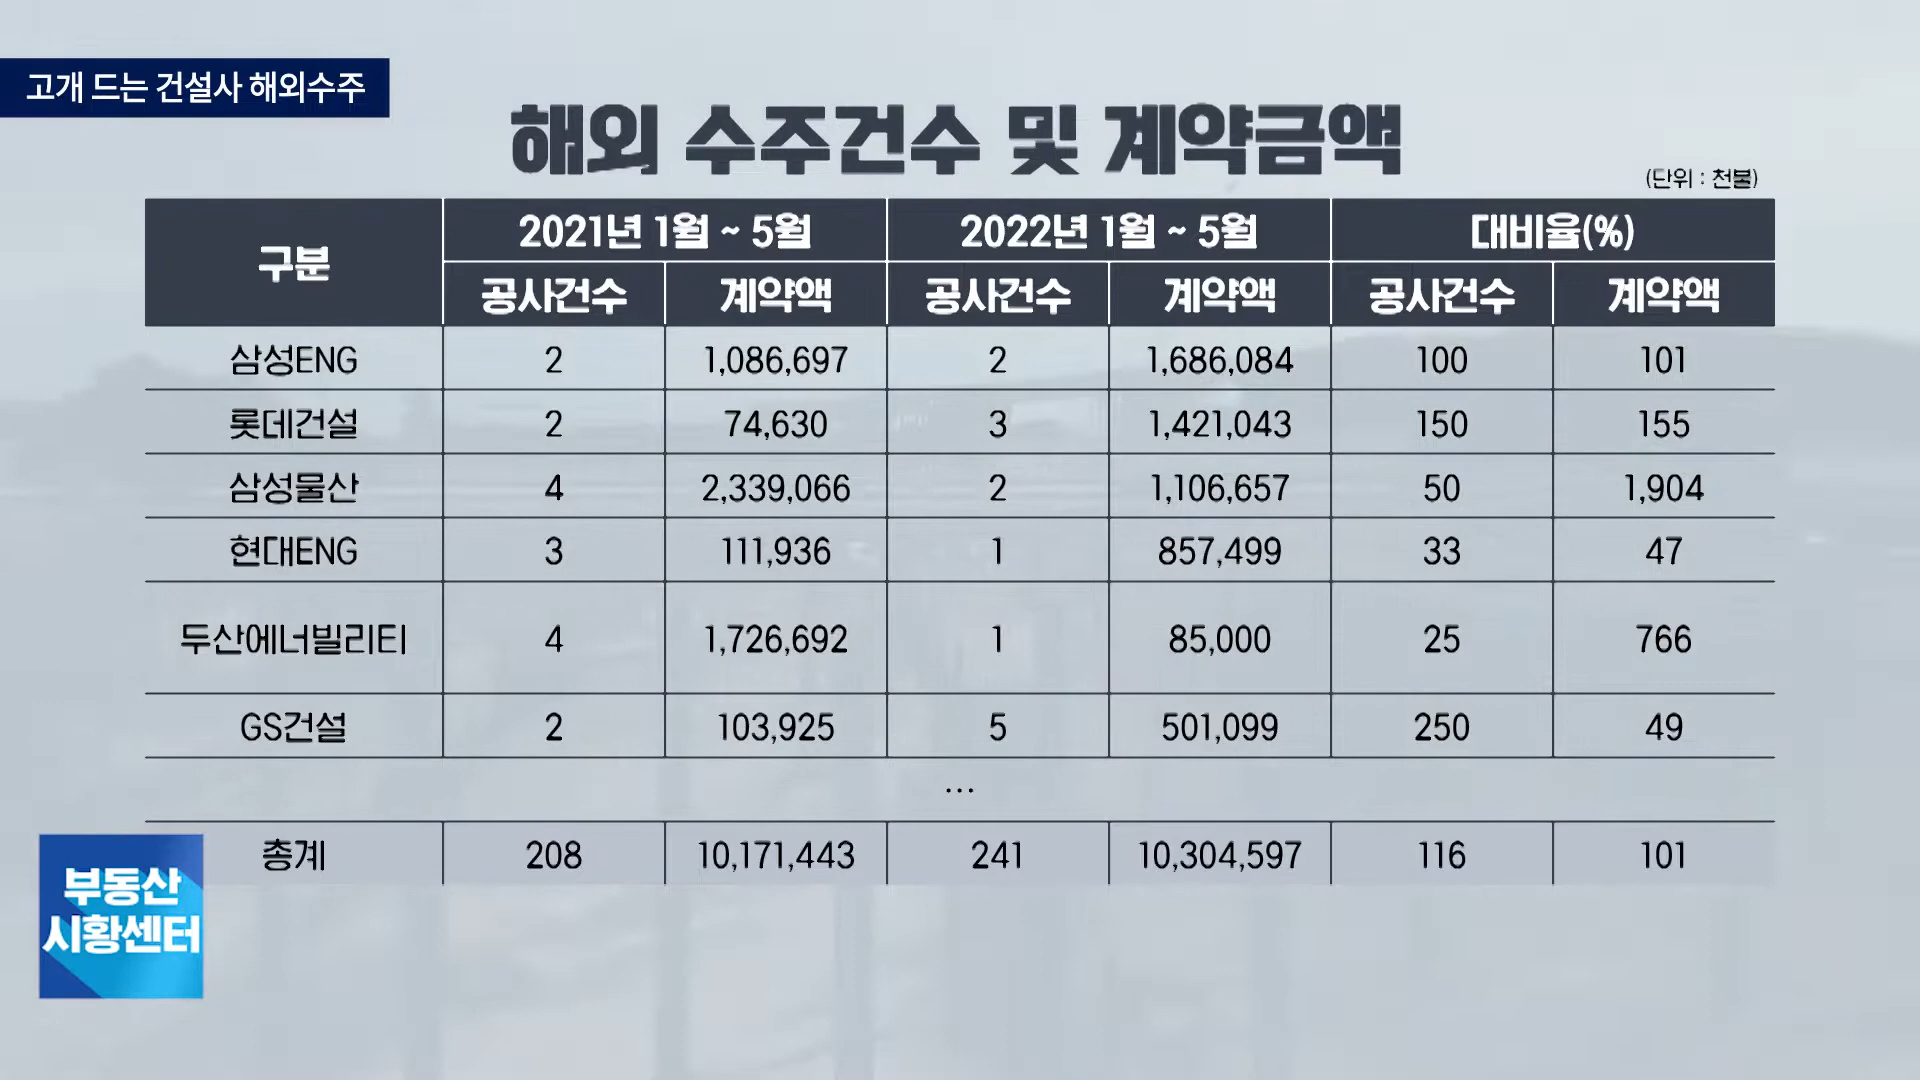 고개 드는 건설사 해외수주
해외 수주건수 및 계약금액
(단위 : 천불)
구분 2021년 1월 ~ 5월 2022년 1월 ~ 5월 대비율(%)
공사건수 계약액 공사건수 계약액 공사건수 계약액
삼성ENG 2 1,086,697 2 1,686,084 100 101
롯데건설 2 74,630 3 1,421,043 150 155
삼성물산 4 2,339,066 2 1,106,657 50 1,904
현대ENG 3 111,936 1 857,499 33 47
두산에너빌리티 4 1,726,692 1 85,000 25 766
GS건설 2 103,925 5 501,099 250 49
...
총계 208 10,171,443 241 10,304,597 116 101
부동산
시황센터